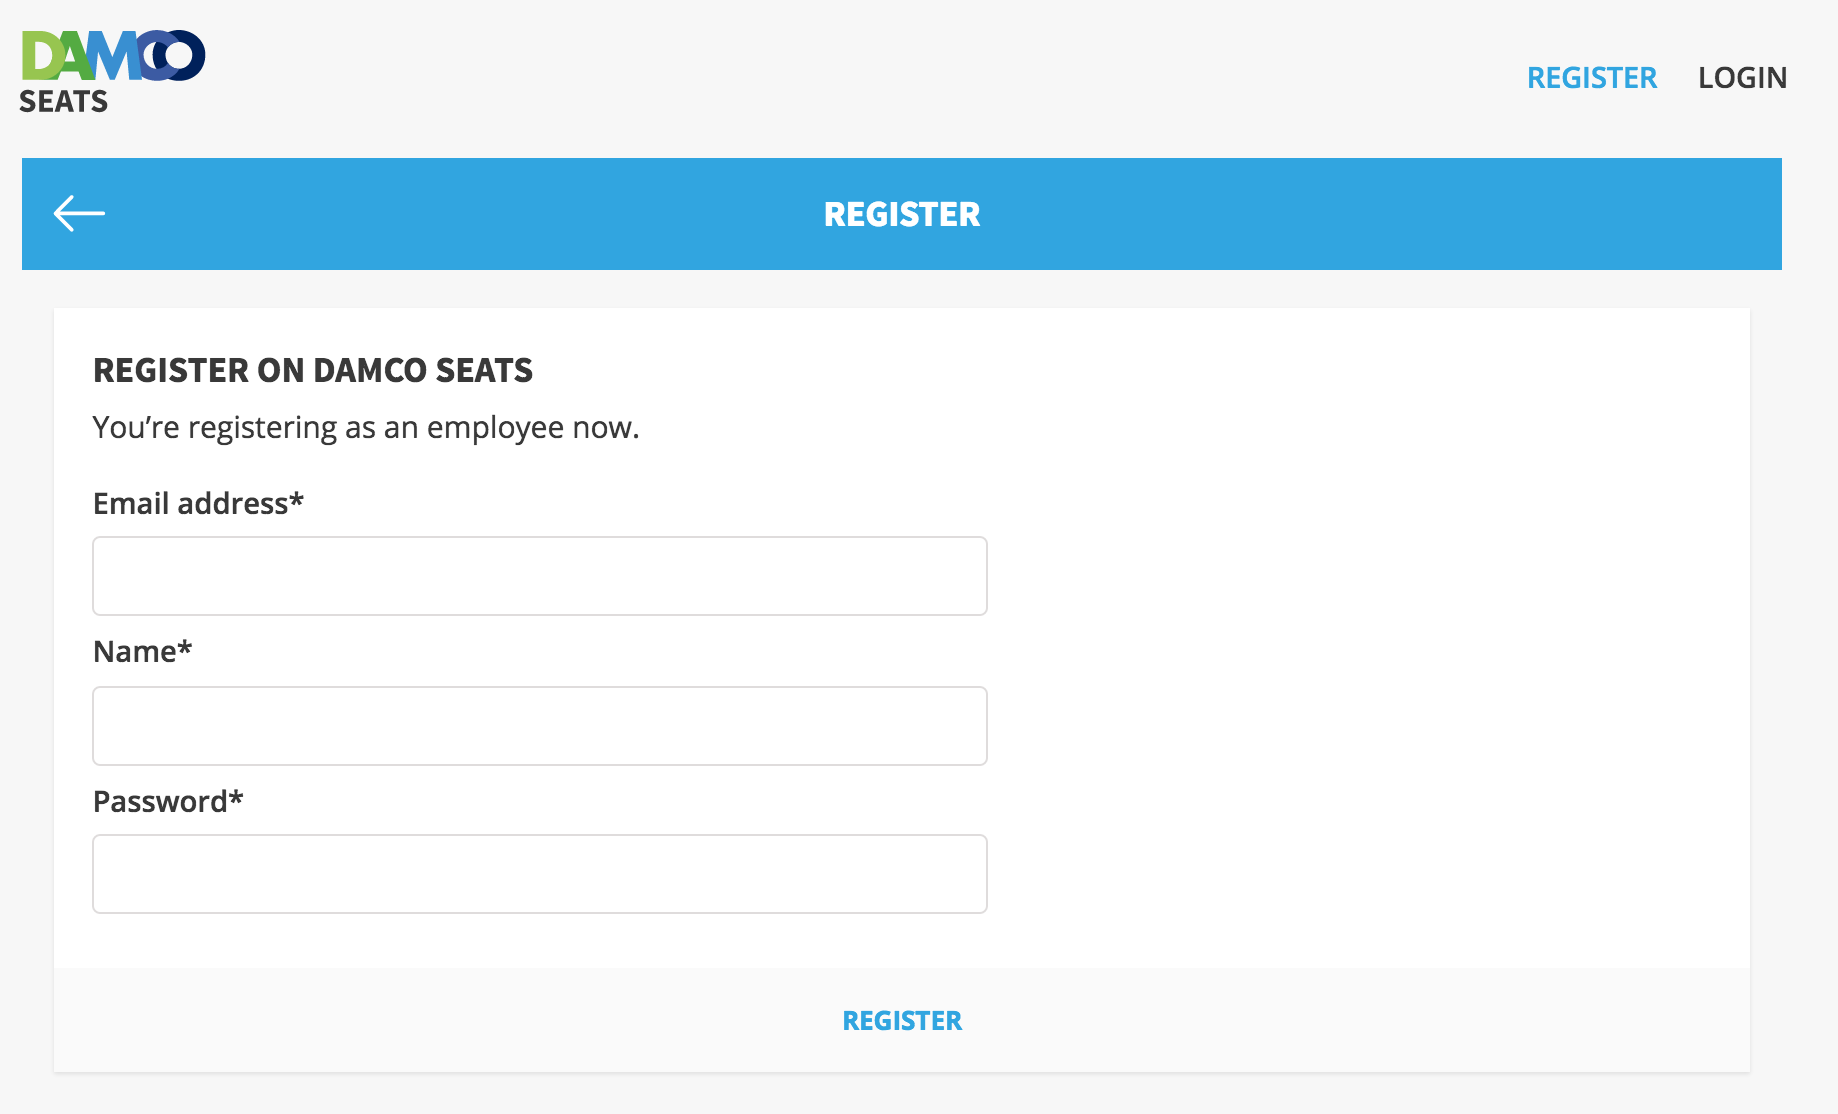 DAMCO
SEATS
REGISTER LOGIN
REGISTER
REGISTER ON DAMCO SEATS
You’re registering as an employee now.
Email address*
Name*
Password*
REGISTER